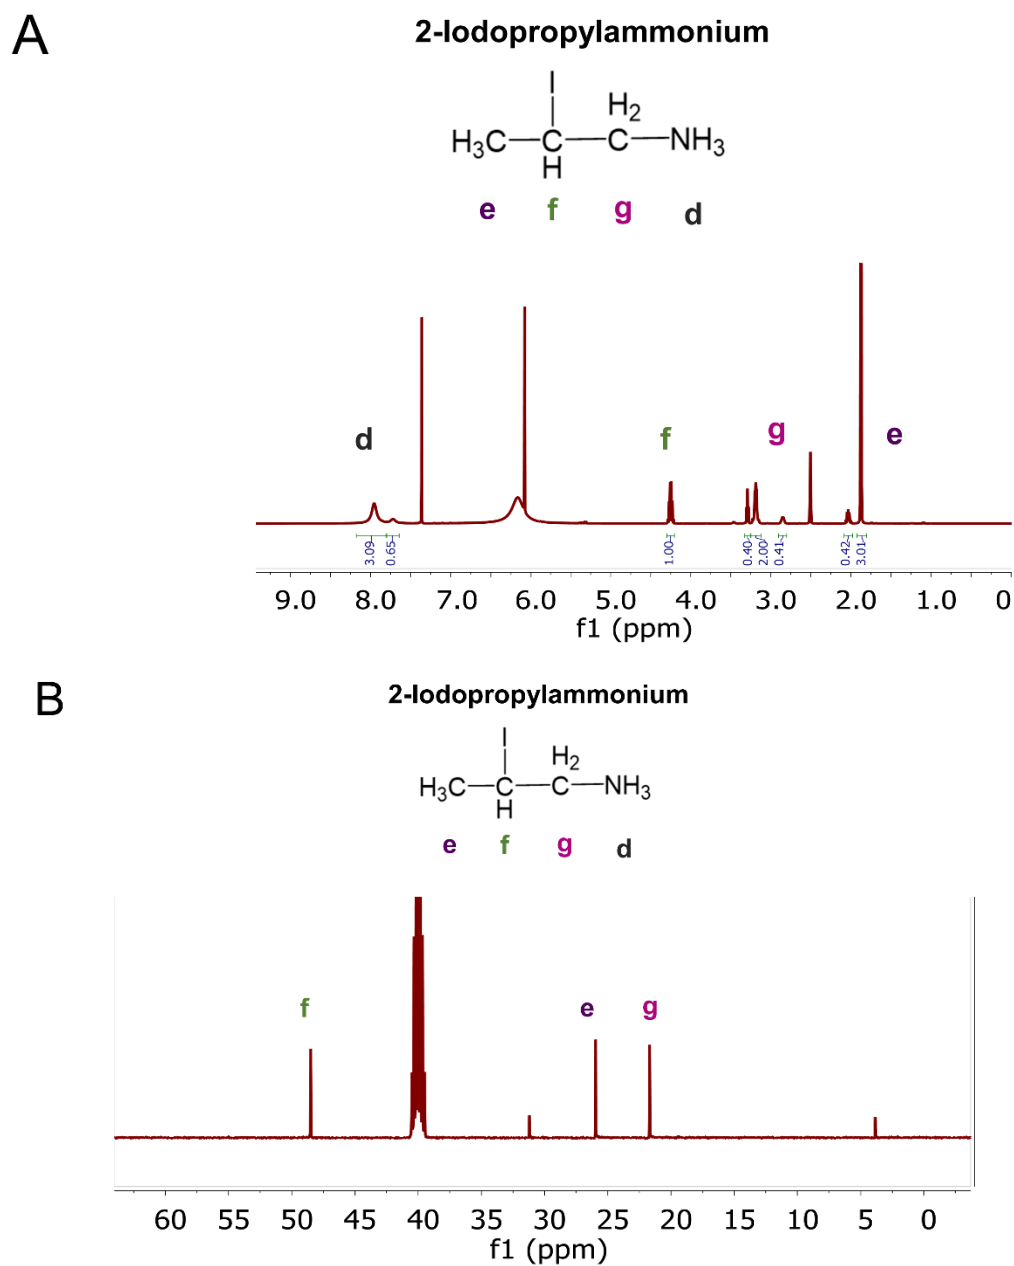 A
2-Iodopropylammonium
I
H2
H3C C C NH3
H
e f g d
d f g e
3.09 0.65 1.00 0.40 2.00 0.41 0.42 3.01
9.0 8.0 7.0 6.0 5.0 4.0 3.0 2.0 1.0 0
f1 (ppm)
B
2-Iodopropylammonium
I
H2
H3C C C NH3
H
e f g d
f e g
60 55 50 45 40 35 30 25 20 15 10 5 0
f1 (ppm)